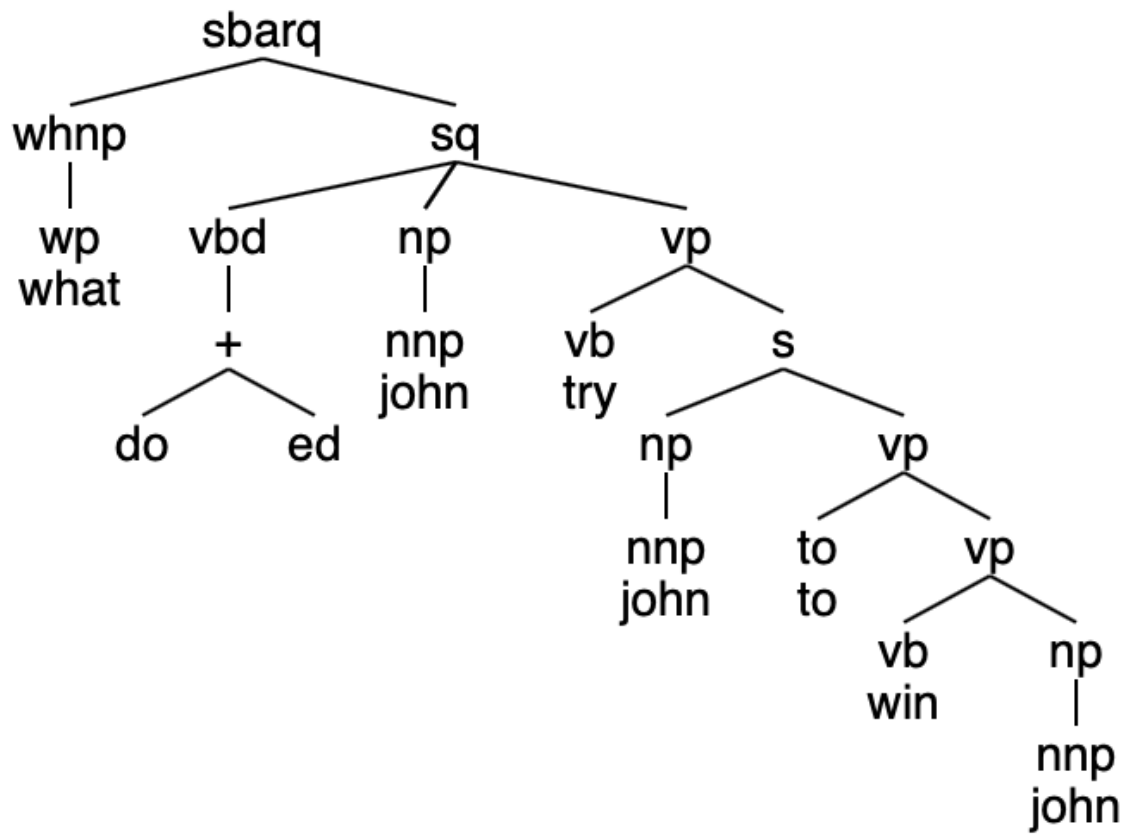 sbarq
whnp sq
wp vbd np vp
what
+ nnp vb s
john try
do ed np vp
nnp to vp
john to
vb np
win
nnp
john